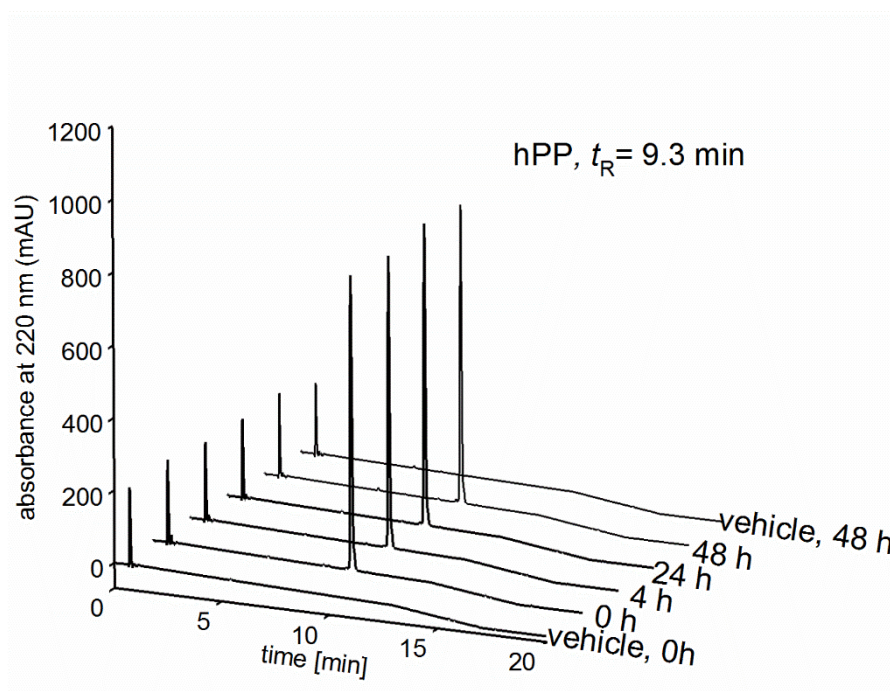 1200
hPP, tR= 9.3 min
1000
800
600
400
200
0
absorbance at 220 nm (mAU)
0
5
10
15
20
time [min]
vehicle, 48 h
48 h
24 h
4 h
0 h
vehicle, 0h